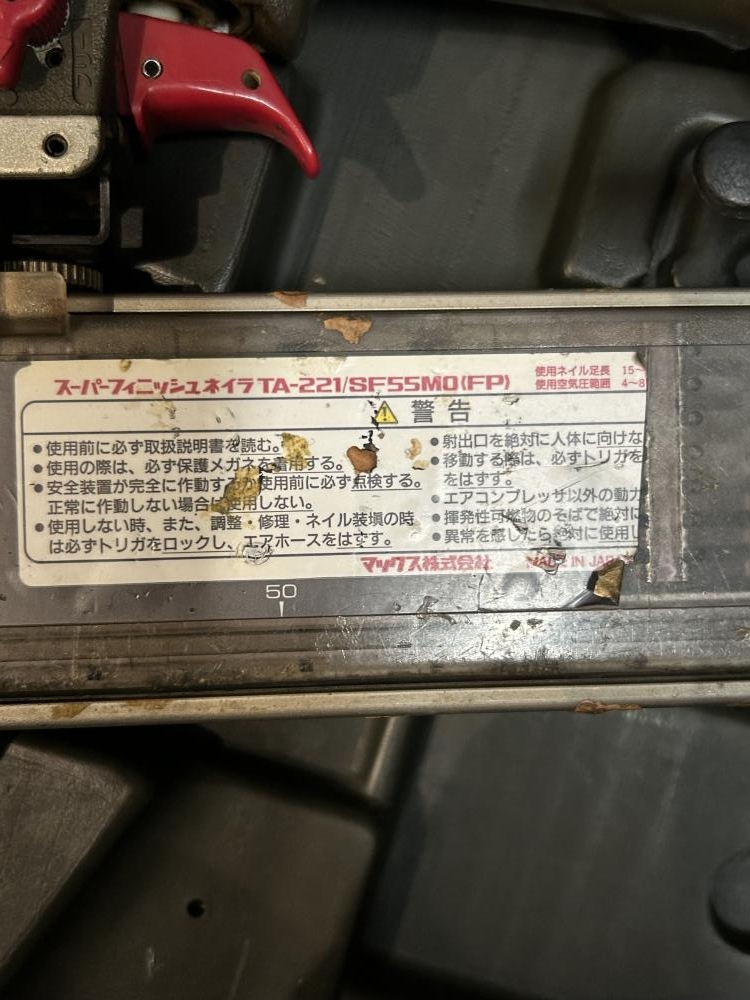 スーパーフィニッシュネイラ TA-221/SF55M0(FP)
使用ネイル足長 15~
使用空気圧範囲 4~8
警告
●使用前に必ず取扱説明書を読む。
●使用の際は、必ず保護メガネを着用する。
●安全装置が完全に作動するか使用前に必ず点検する。
正常に作動しない場合は使用しない。
●使用しない時、また、調整・修理・ネイル装填の時
は必ずトリガをロックし、エアホースをはずす。
●射出口を絶対に人体に向けな
●移動する際は、必ずトリガを
をはずす。
●エアコンプレッサ以外の動力
●揮発性可燃物のそばで絶対に
●異常を感じたら絶対に使用し
マックス株式会社 MADE IN JAPAN
50